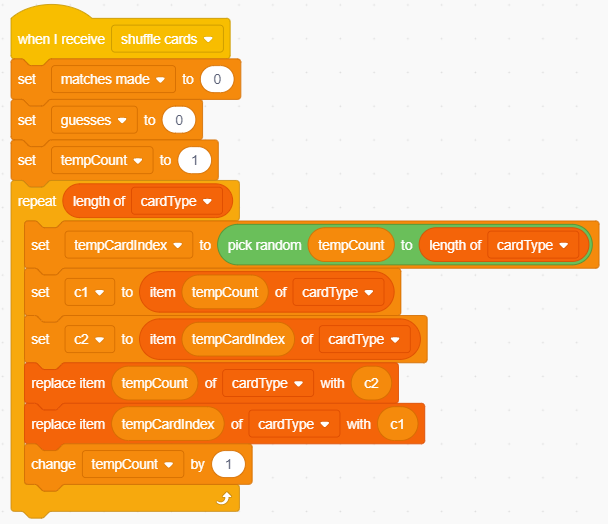 when I receive shuffle cards
set matches made to 0
set guesses to 0
set tempCount to 1
repeat length of cardType
set tempCardIndex to pick random tempCount to length of cardType
set c1 to item tempCount of cardType
set c2 to item tempCardIndex of cardType
replace item tempCount of cardType with c2
replace item tempCardIndex of cardType with c1
change tempCount by 1